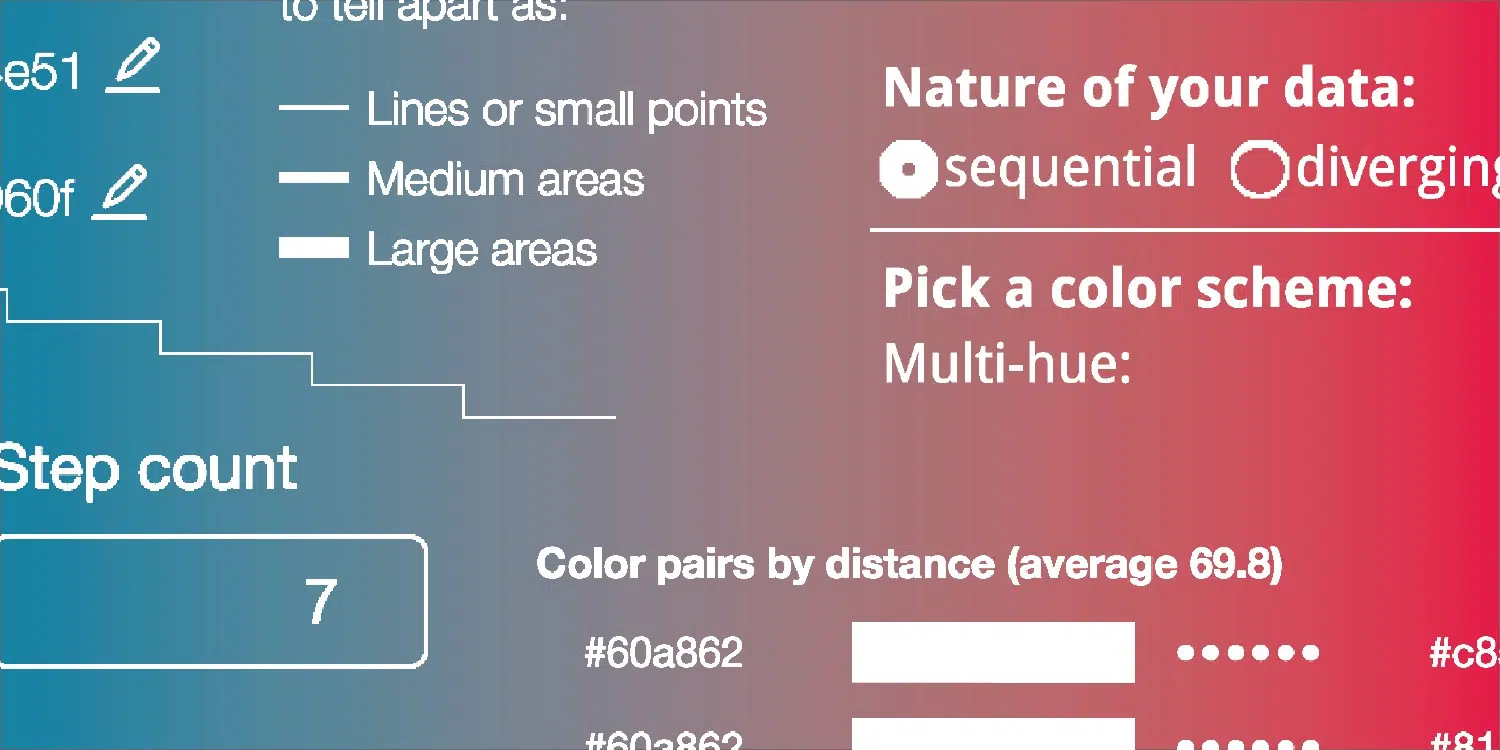 to tell apart as:
e51
Lines or small points
60f
Medium areas
Large areas
Nature of your data:
sequential diverging
Pick a color scheme:
Multi-hue:
Step count
7
Color pairs by distance (average 69.8)
#60a862 #c8
#60a862 #81